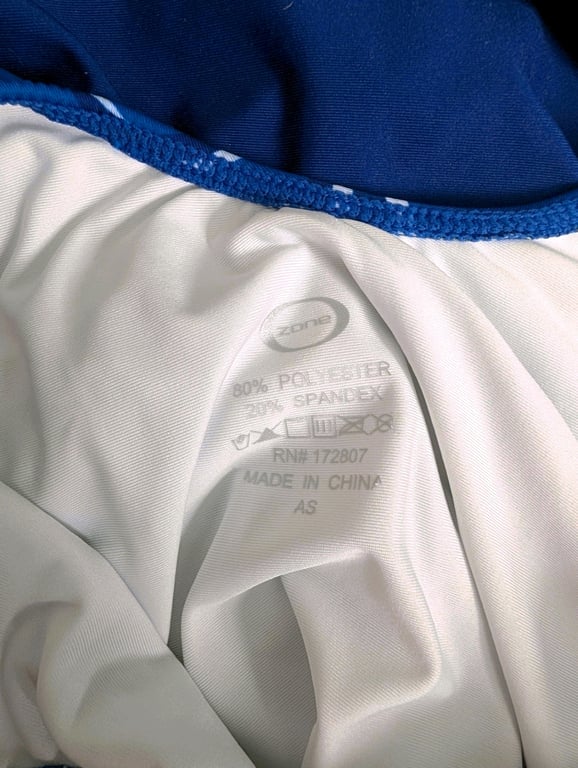 zone
80% POLYESTER
20% SPANDEX
RN# 172807
MADE IN CHINA
AS